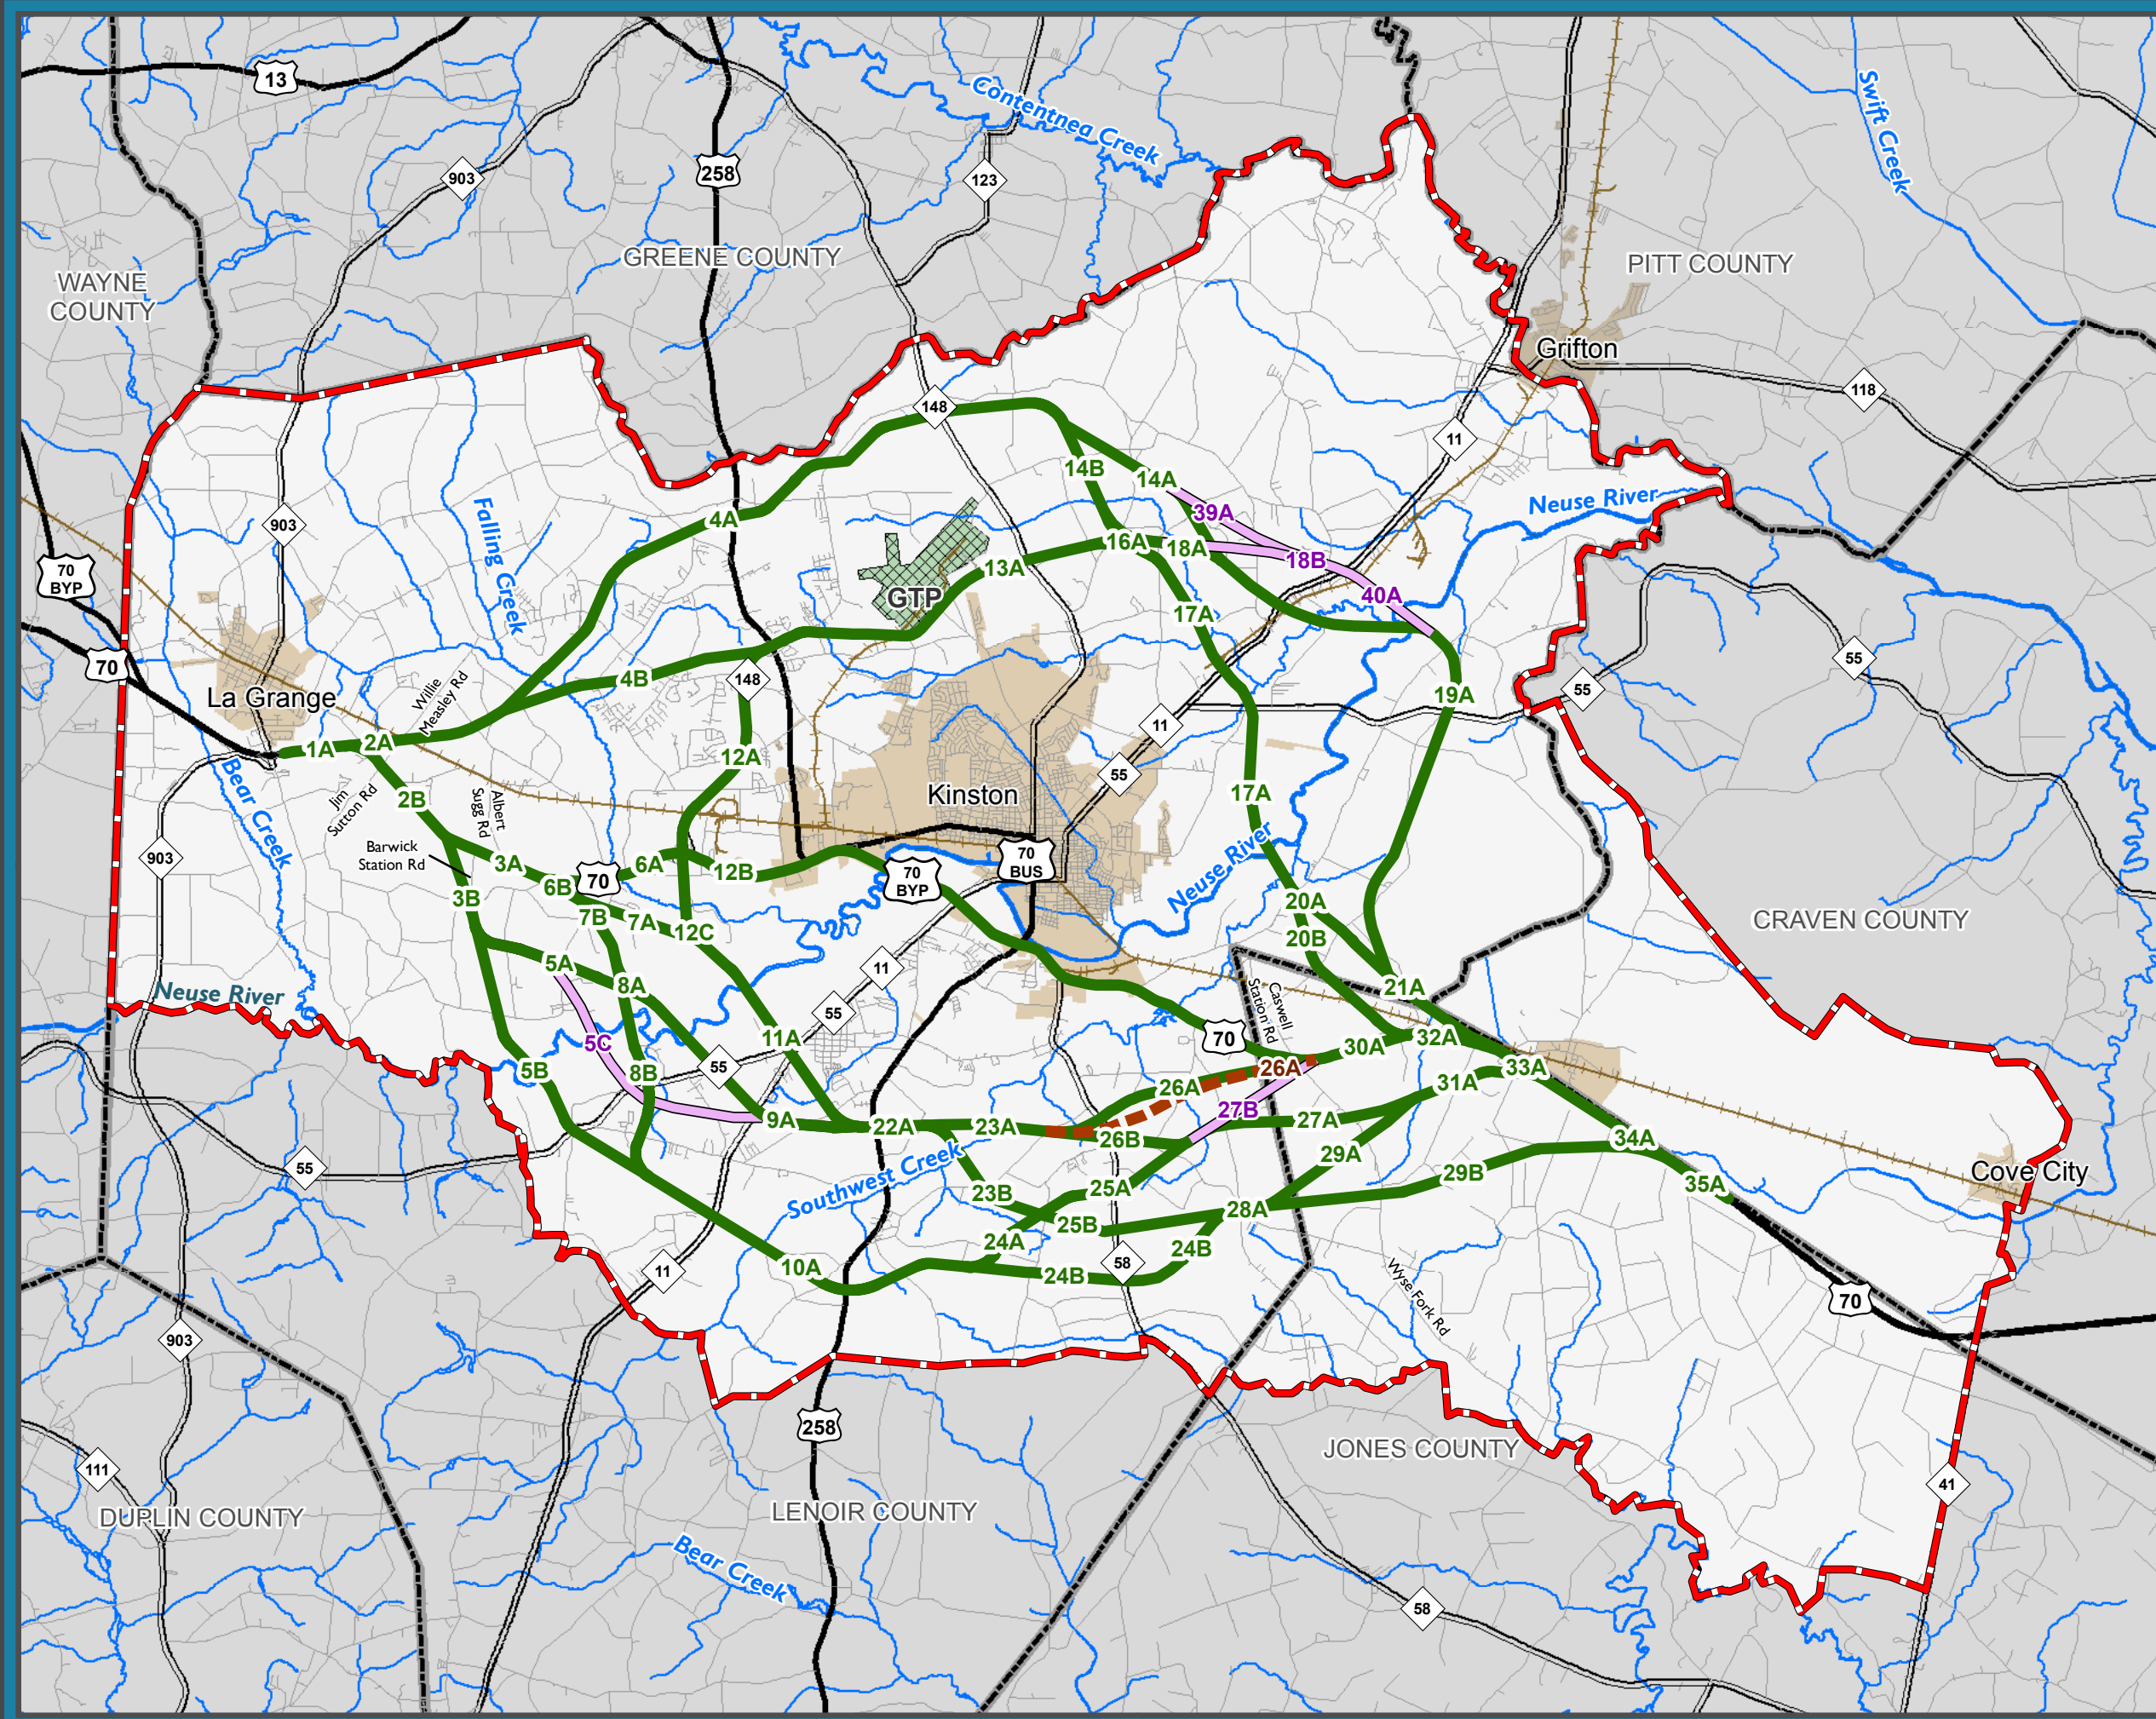 13
Contentnea Creek
Swift Creek
903
258
123
GREENE COUNTY
PITT COUNTY
WAYNE
COUNTY
Grifton
118
148
11
14B
14A
Neuse River
903
Falling Creek
4A
39A
16A
18A
18B
13A
70
BYP
GTP
40A
17A
55
70
4B
148
55
19A
La Grange
Willie
Measley Rd
11
1A
2A
12A
55
Kinston
17A
2B
Jim
Sutton Rd
Albert
Sugg Rd
Bear Creek
Barwick
Station Rd
903
3A
6A
12B
70
70
BYP
70
BUS
Neuse River
6B
3B
7B
7A
12C
20A
20B
CRAVEN COUNTY
5A
8A
11
21A
Neuse River
Caswell
Station Rd
55
11A
5C
70
30A
32A
5B
8B
55
26A
26A
33A
31A
27B
27A
9A
22A
23A
26B
34A
29A
55
Southwest Creek
23B
25A
29B
35A
Cove City
25B
28A
24A
24B
10A
11
24B
58
Wyse Fork Rd
70
903
258
JONES COUNTY
111
41
DUPLIN COUNTY
LENOIR COUNTY
Bear Creek
58